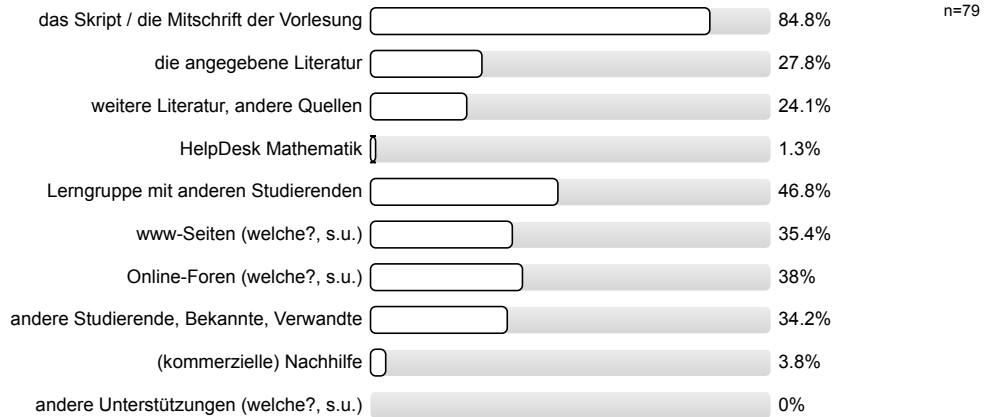 das Skript / die Mitschrift der Vorlesung 84.8% n=79
die angegebene Literatur 27.8%
weitere Literatur, andere Quellen 24.1%
HelpDesk Mathematik 1.3%
Lerngruppe mit anderen Studierenden 46.8%
www-Seiten (welche?, s.u.) 35.4%
Online-Foren (welche?, s.u.) 38%
andere Studierende, Bekannte, Verwandte 34.2%
(kommerzielle) Nachhilfe 3.8%
andere Unterstützungen (welche?, s.u.) 0%